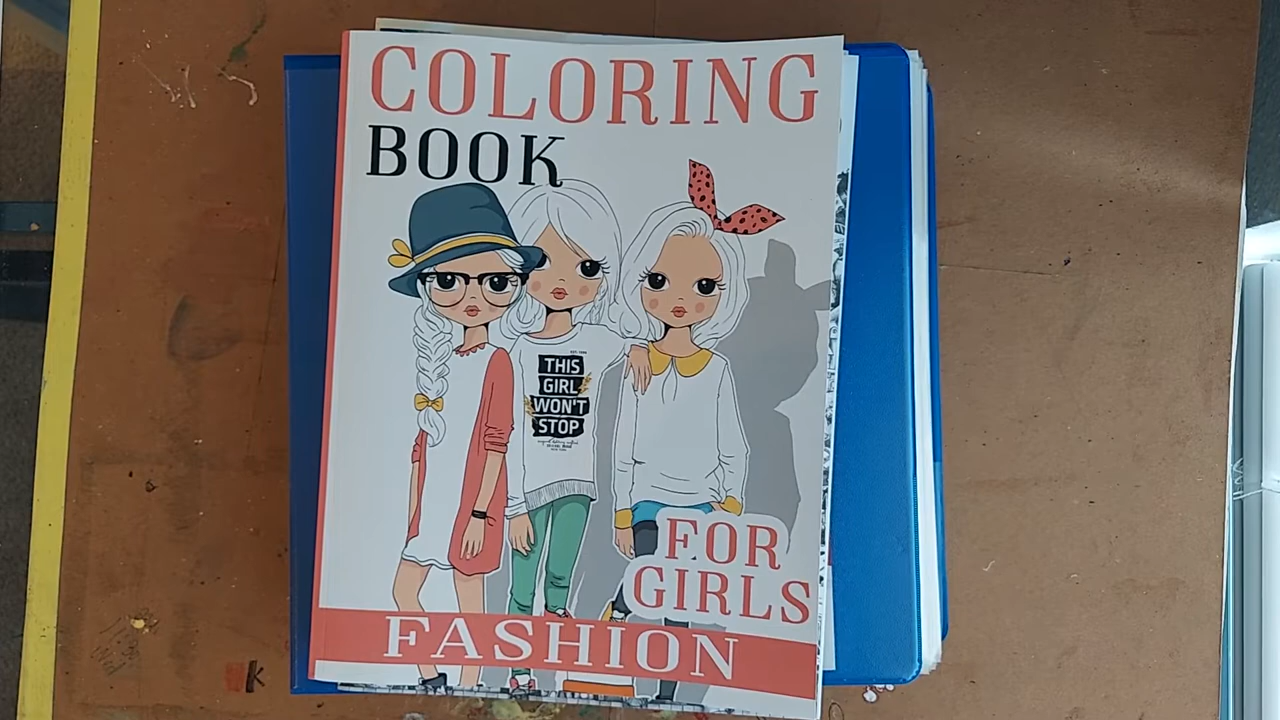 COLORING
BOOK
THIS
GIRL
WON'T
STOP
FOR
GIRLS
FASHION
k